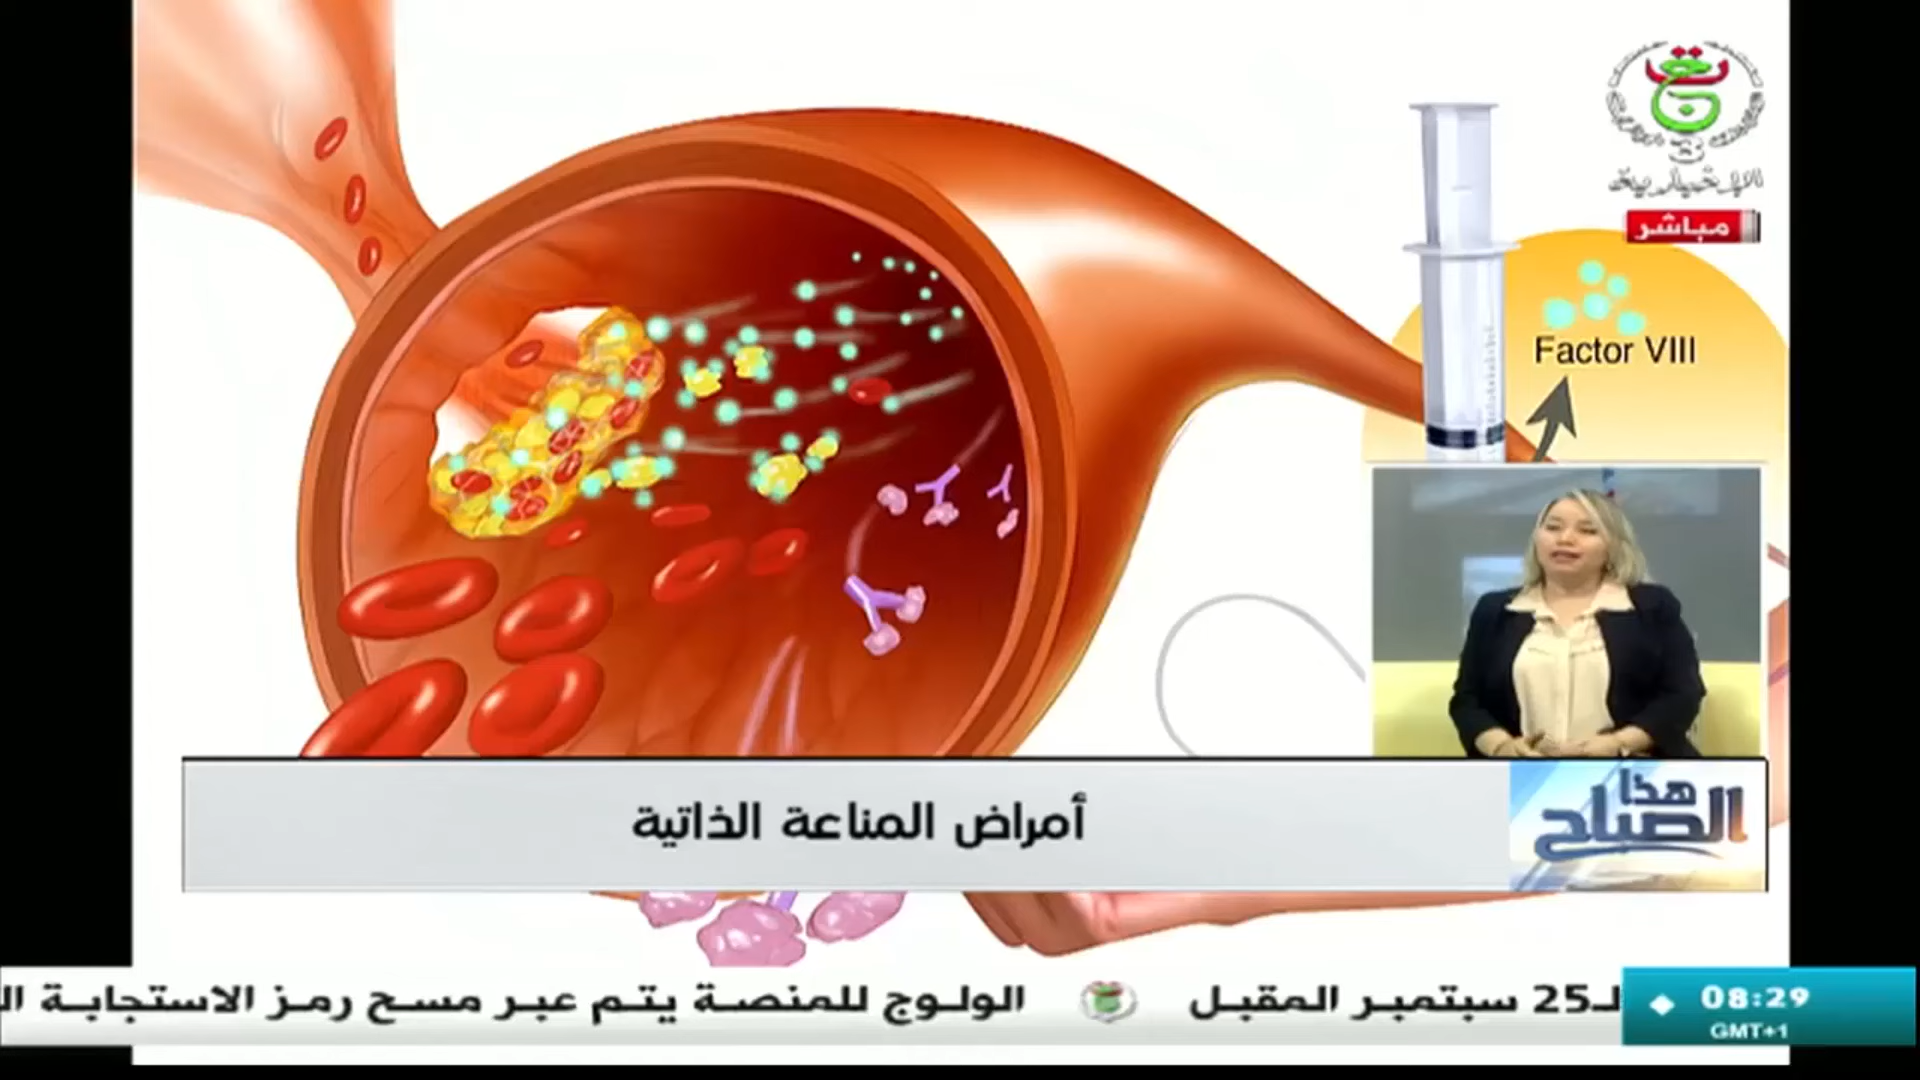 الإخبارية
مباشر
Factor VIII
هذا
الصباح
أمراض المناعة الذاتية
لـ25 سبتمبر المقبل
الولوج للمنصة يتم عبر مسح رمز الاستجابة
08:29
GMT+1